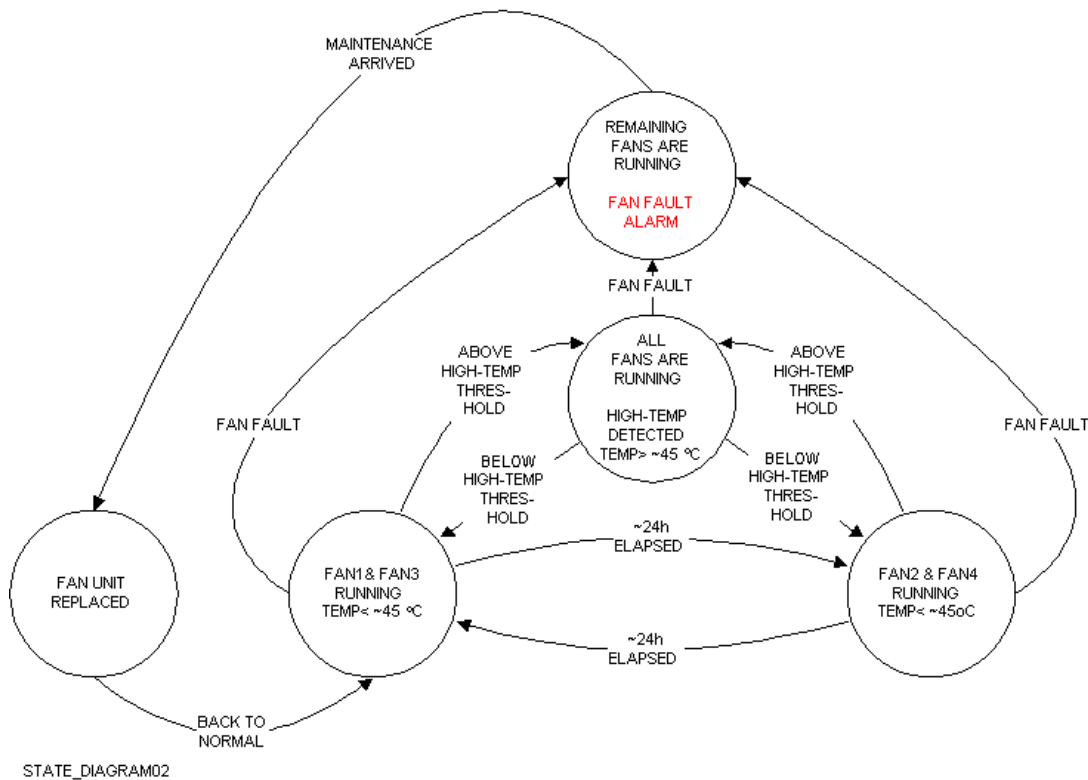 MAINTENANCE
ARRIVED
REMAINING
FANS ARE
RUNNING
FAN FAULT
ALARM
FAN FAULT
ALL
FANS ARE
RUNNING
HIGH-TEMP
DETECTED
TEMP> ~45 ºC
ABOVE
HIGH-TEMP
THRES-
HOLD
ABOVE
HIGH-TEMP
THRES-
HOLD
FAN FAULT
FAN FAULT
BELOW
HIGH-TEMP
THRES-
HOLD
BELOW
HIGH-TEMP
THRES-
HOLD
~24h
ELAPSED
FAN UNIT
REPLACED
FAN1 & FAN3
RUNNING
TEMP< ~45 ºC
FAN2 & FAN4
RUNNING
TEMP< ~45oC
~24h
ELAPSED
BACK TO
NORMAL
STATE_DIAGRAM02